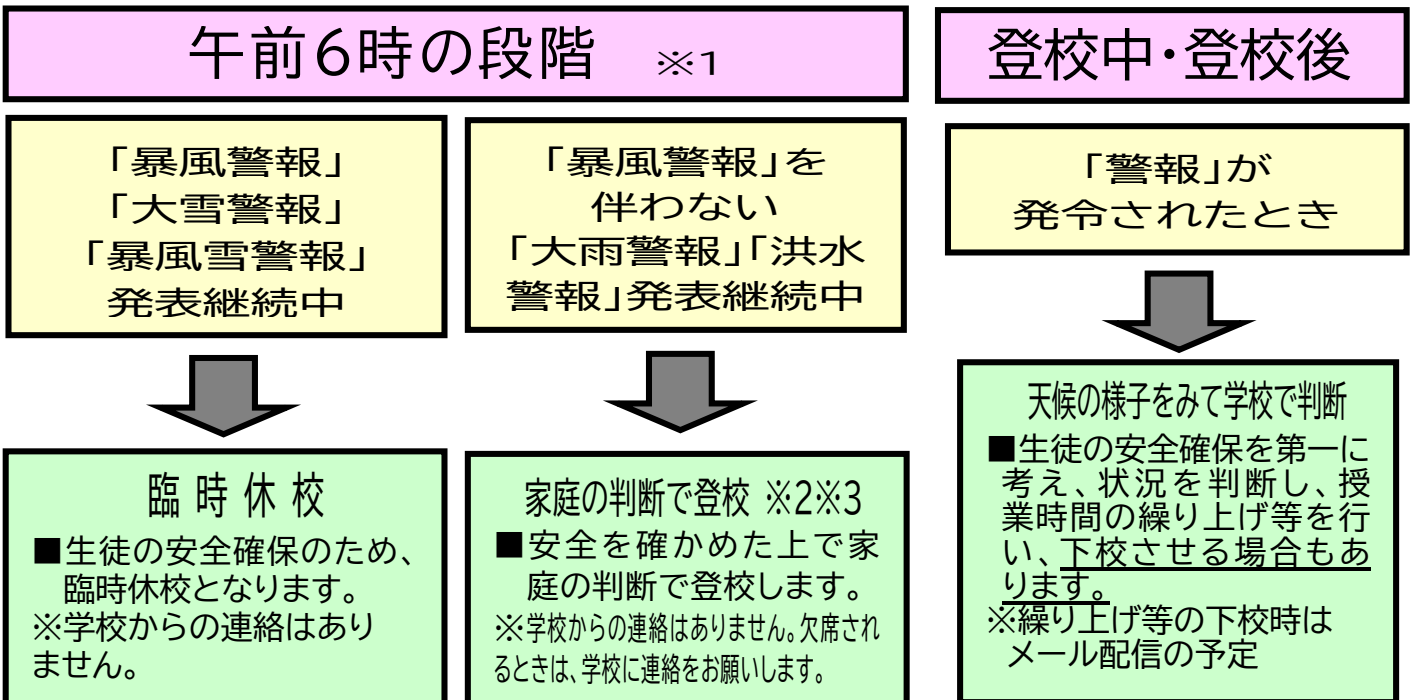 午前6時の段階 ※1
「暴風警報」
「大雪警報」
「暴風雪警報」
発表継続中
臨時休校
■生徒の安全確保のため、
臨時休校となります。
※学校からの連絡はあり
ません。
「暴風警報」を
伴わない
「大雨警報」「洪水
警報」発表継続中
家庭の判断で登校 ※2※3
■安全を確かめた上で家
庭の判断で登校します。
※学校からの連絡はありません。欠席され
るときは、学校に連絡をお願いします。
登校中・登校後
「警報」が
発令されたとき
天候の様子をみて学校で判断
■生徒の安全確保を第一に
考え、状況を判断し、授
業時間の繰り上げ等を行
い、下校させる場合もあ
ります。
※繰り上げ等の下校時は
メール配信の予定